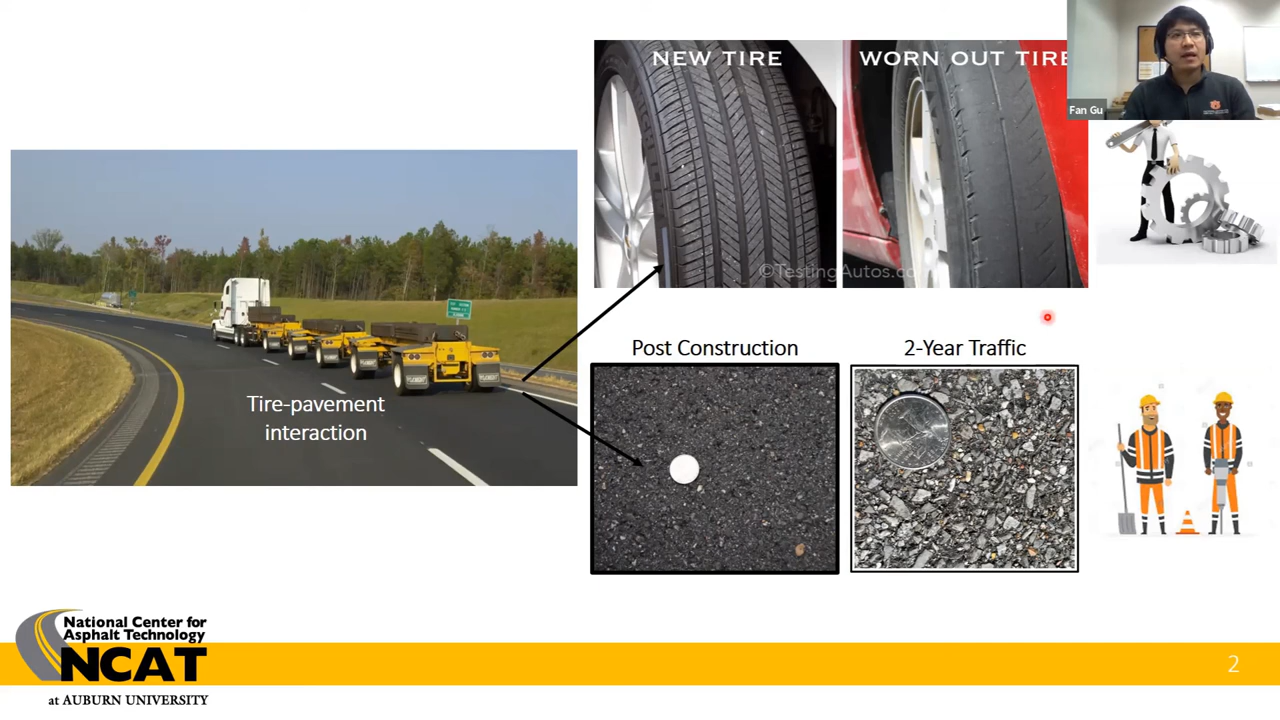 NEW TIRE
WORN OUT TIRE
Fan Gu
©TestingAutos.co
Post Construction
2-Year Traffic
Tire-pavement
interaction
National Center for
Asphalt Technology
NCAT
at AUBURN UNIVERSITY
2